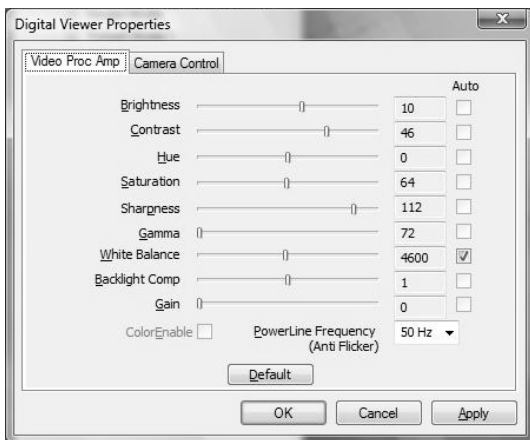 Digital Viewer Properties
Video Proc Amp Camera Control
Auto
Brightness 10
Contrast 46
Hue 0
Saturation 64
Sharpness 112
Gamma 72
White Balance 4600
Backlight Comp 1
Gain 0
ColorEnable PowerLine Frequency 50 Hz
(Anti Flicker)
Default
OK Cancel Apply